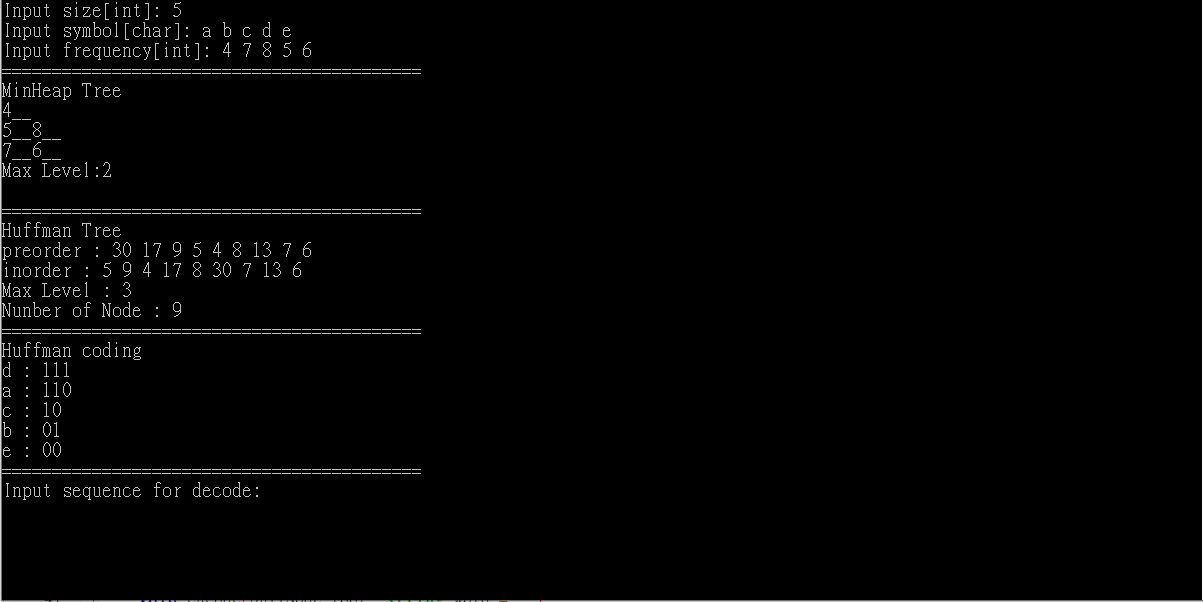 Input size[int]: 5
Input symbol[char]: a b c d e
Input frequency[int]: 4 7 8 5 6
==========================================
MinHeap Tree
4__
5__8__
7__6__
Max Level:2
==========================================
Huffman Tree
preorder : 30 17 9 5 4 8 13 7 6
inorder : 5 9 4 17 8 30 7 13 6
Max Level : 3
Nunber of Node : 9
==========================================
Huffman coding
d : 111
a : 110
c : 10
b : 01
e : 00
==========================================
Input sequence for decode: